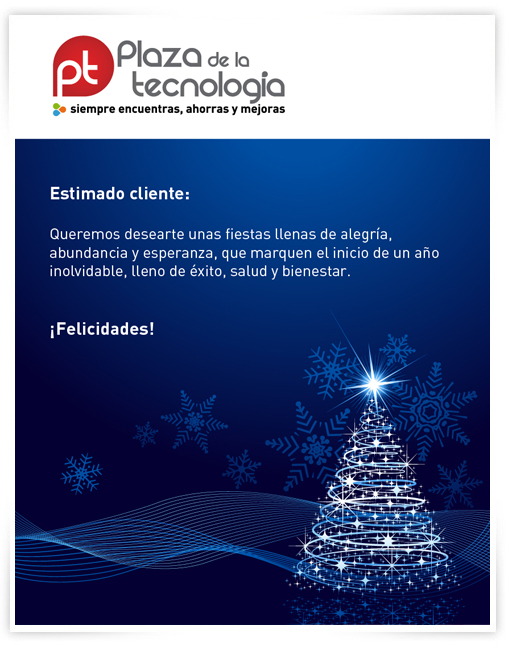 pt Plaza de la
tecnología
siempre encuentras, ahorras y mejoras
Estimado cliente:
Queremos desearte unas fiestas llenas de alegría,
abundancia y esperanza, que marquen el inicio de un año
inolvidable, lleno de éxito, salud y bienestar.
¡Felicidades!